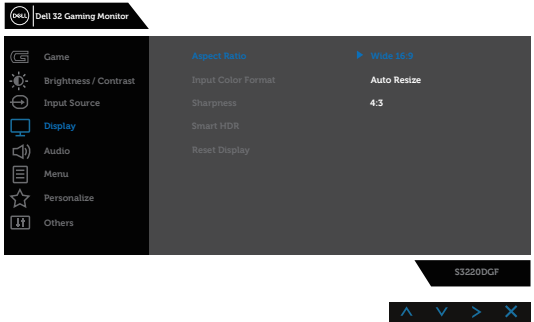 DELL Dell 32 Gaming Monitor
Game
Brightness / Contrast
Input Source
Display
Audio
Menu
Personalize
Others
Aspect Ratio
Input Color Format
Sharpness
Smart HDR
Reset Display
Wide 16:9
Auto Resize
4:3
S3220DGF